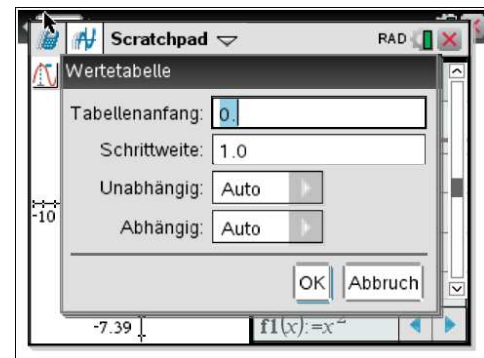 Scratchpad RAD
Wertetabelle
Tabellenanfang: 0.
Schrittweite: 1.0
Unabhängig: Auto
Abhängig: Auto
-10
OK Abbruch
-7.39 f1(x):=x²